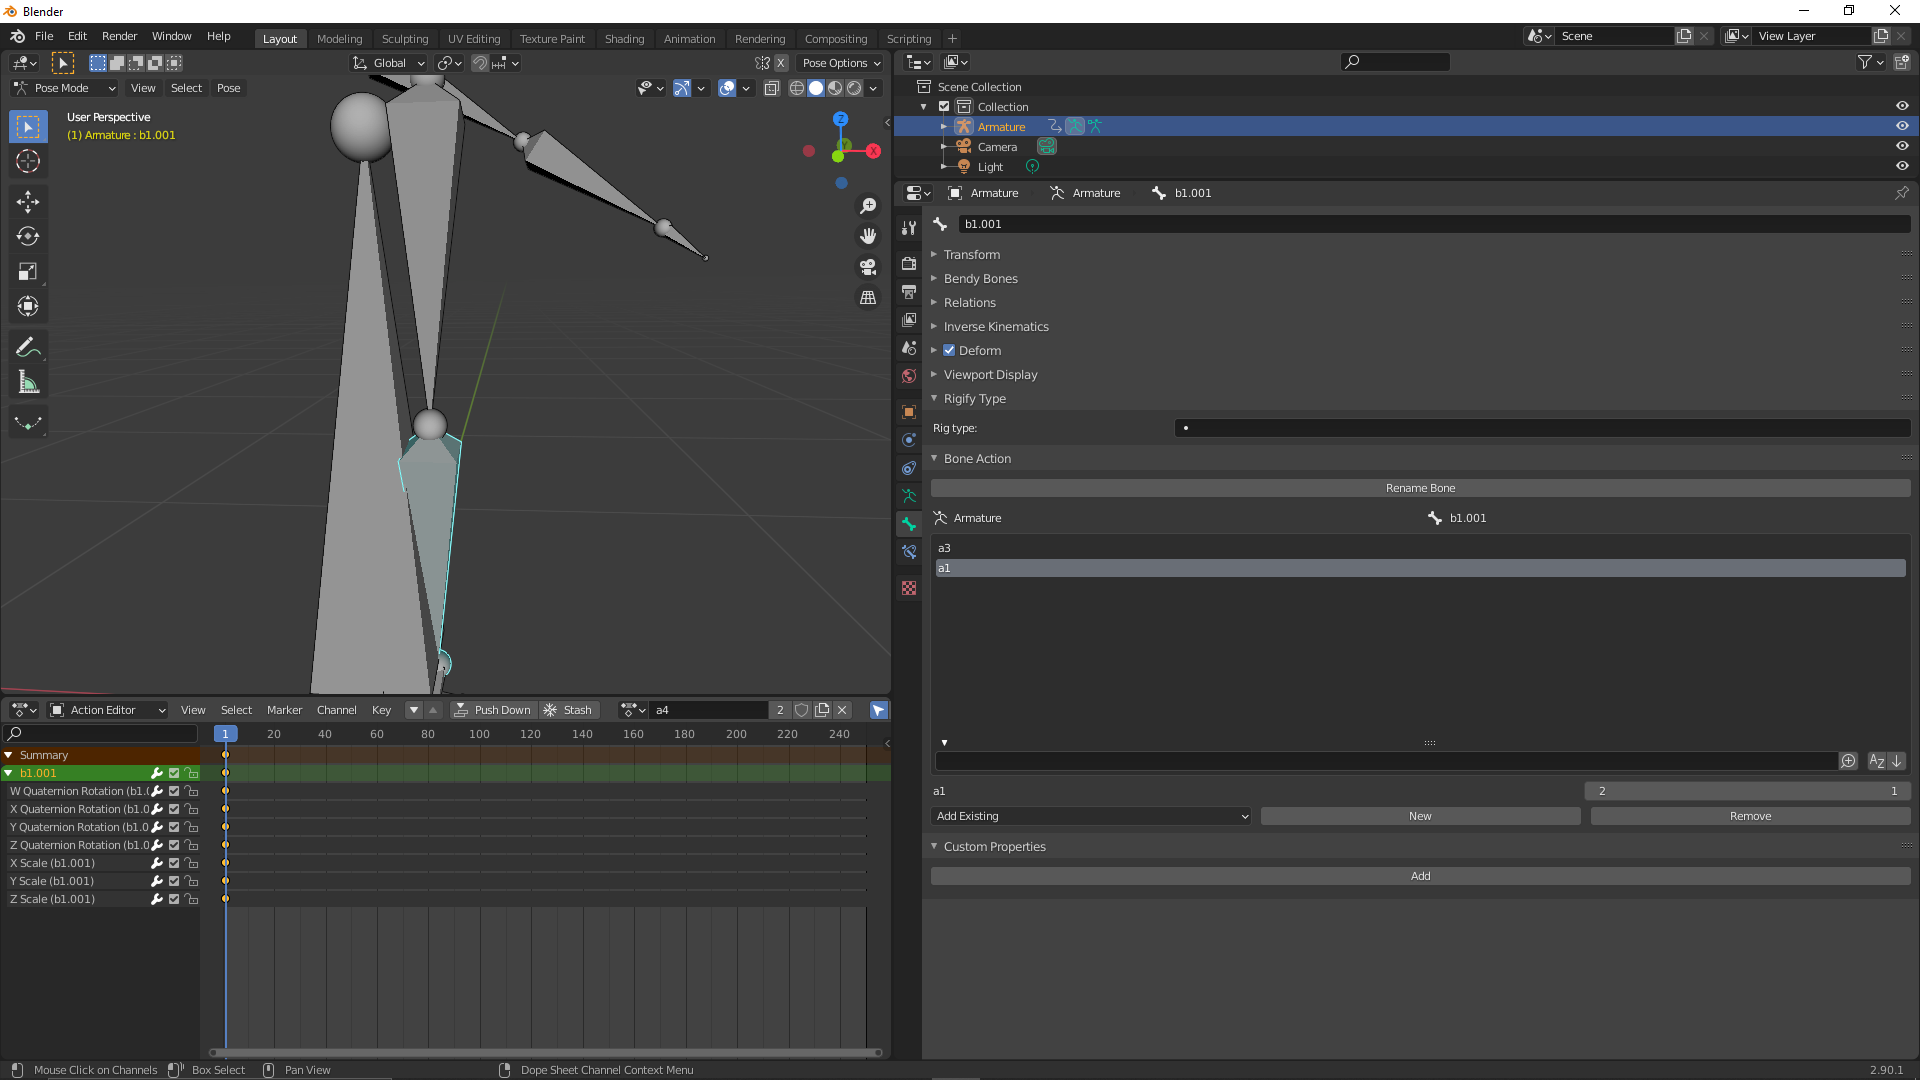 Blender
File Edit Render Window Help
Layout Modeling Sculpting UV Editing Texture Paint Shading Animation Rendering Compositing Scripting +
Scene
View Layer
Global
X
Pose Options
Pose Mode View Select Pose
User Perspective
(1) Armature : b1.001
Z
Y
X
Scene Collection
Collection
Armature
Camera
Light
Armature Armature b1.001
b1.001
Transform
Bendy Bones
Relations
Inverse Kinematics
Deform
Viewport Display
Rigify Type
Rig type:
Bone Action
Rename Bone
Armature b1.001
a3
a1
AZ
a1 2 1
Add Existing New Remove
Custom Properties
Add
Action Editor View Select Marker Channel Key Push Down Stash a4 2
1 20 40 60 80 100 120 140 160 180 200 220 240
Summary
b1.001
W Quaternion Rotation (b1.0
X Quaternion Rotation (b1.0
Y Quaternion Rotation (b1.0
Z Quaternion Rotation (b1.0
X Scale (b1.001)
Y Scale (b1.001)
Z Scale (b1.001)
Mouse Click on Channels Box Select Pan View Dope Sheet Channel Context Menu 2.90.1